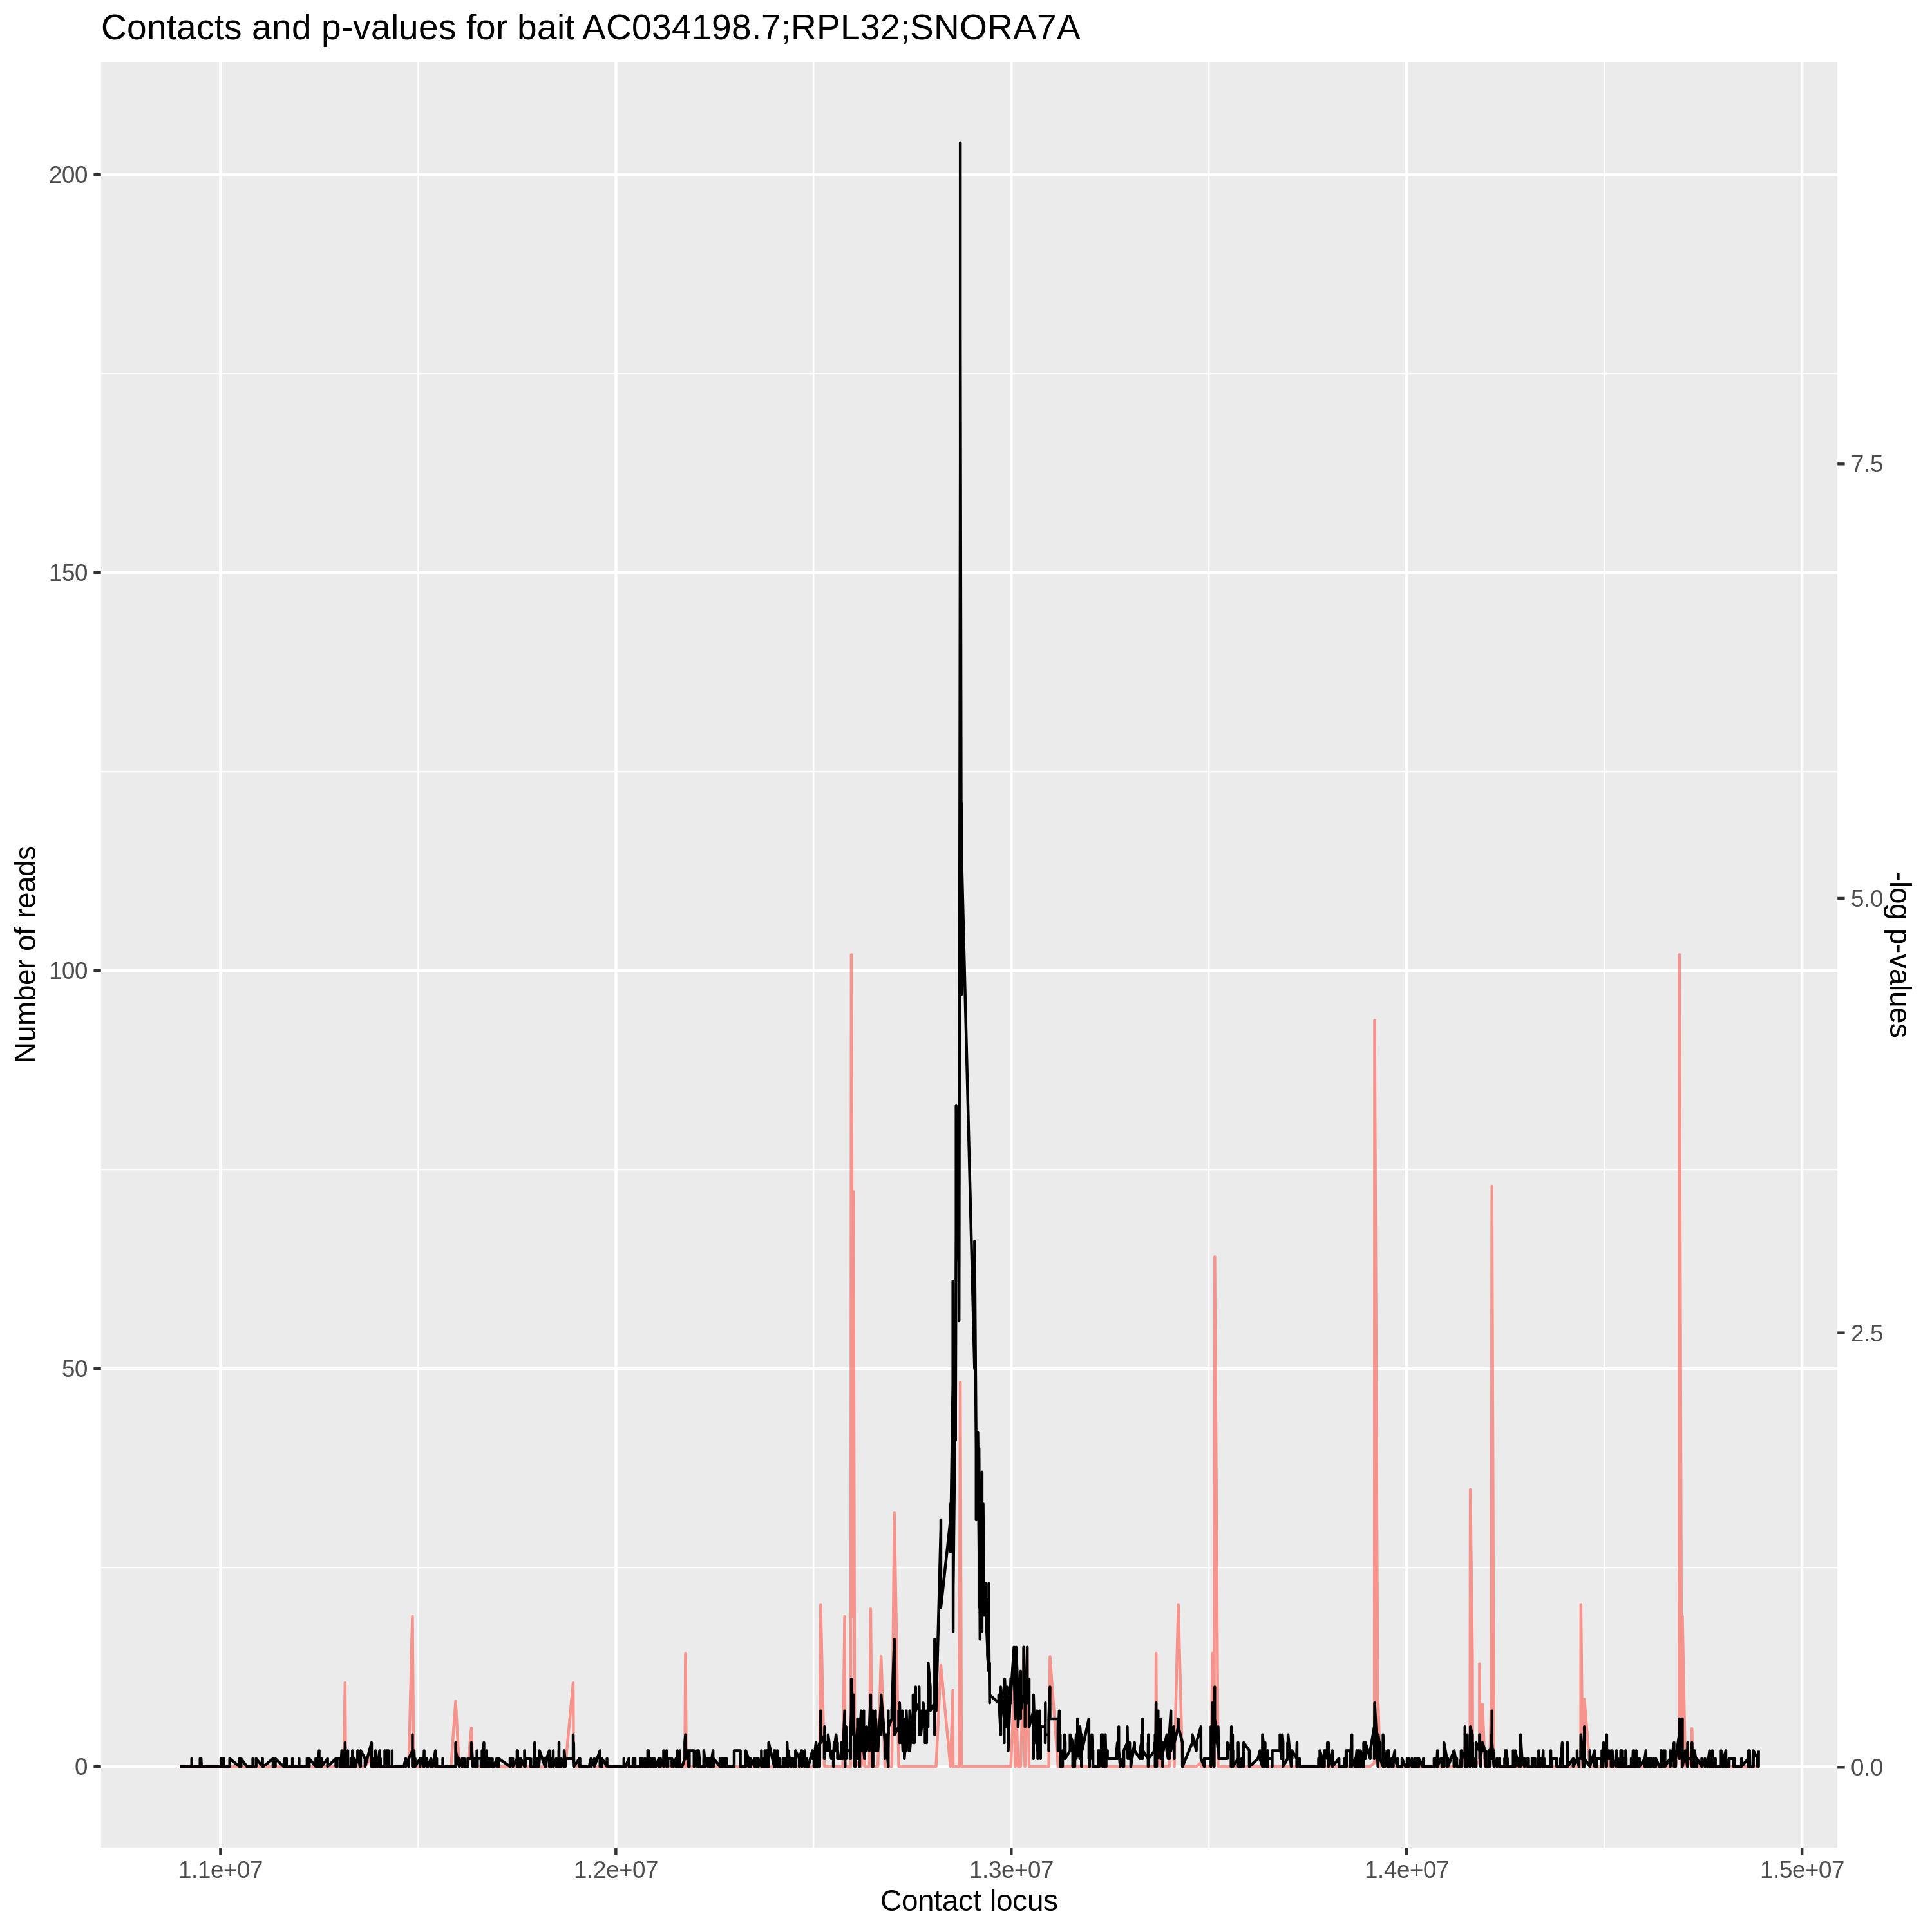 Contacts and p-values for bait AC034198.7;RPL32;SNORA7A
200
150
100
50
0
Number of reads
7.5
5.0
2.5
0.0
-log p-values
1.1e+07
1.2e+07
1.3e+07
1.4e+07
1.5e+07
Contact locus